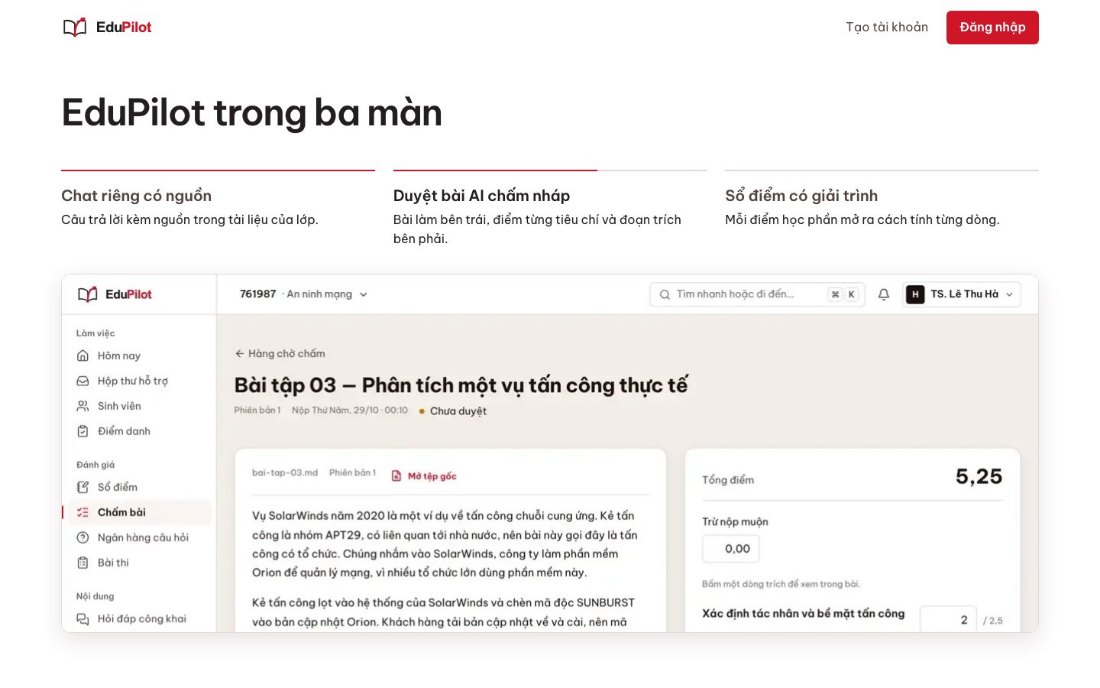 EduPilot
Tạo tài khoản
Đăng nhập
EduPilot trong ba màn
Chat riêng có nguồn
Câu trả lời kèm nguồn trong tài liệu của lớp.
Duyệt bài AI chấm nháp
Bài làm bên trái, điểm từng tiêu chí và đoạn trích
bên phải.
Sổ điểm có giải trình
Mỗi điểm học phần mở ra cách tính từng dòng.
EduPilot
761987 · An ninh mạng
Tìm nhanh hoặc đi đến...
⌘ K
H TS. Lê Thu Hà
Làm việc
Hôm nay
Hộp thư hỗ trợ
Sinh viên
Điểm danh
Đánh giá
Sổ điểm
Chấm bài
Ngân hàng câu hỏi
Bài thi
Nội dung
Hỏi đáp công khai
← Hàng chờ chấm
Bài tập 03 — Phân tích một vụ tấn công thực tế
Phiên bản 1 Nộp Thứ Năm, 29/10 · 00:10 • Chưa duyệt
bai-tap-03.md Phiên bản 1 Mở tệp gốc
Vụ SolarWinds năm 2020 là một ví dụ về tấn công chuỗi cung ứng. Kẻ tấn
công là nhóm APT29, có liên quan tới nhà nước, nên bài này gọi đây là tấn
công có tổ chức. Chúng nhắm vào SolarWinds, công ty làm phần mềm
Orion để quản lý mạng, vì nhiều tổ chức lớn dùng phần mềm này.
Kẻ tấn công lọt vào hệ thống của SolarWinds và chèn mã độc SUNBURST
vào bản cập nhật Orion. Khách hàng tải bản cập nhật về và cài, nên mã
Tổng điểm 5,25
Trừ nộp muộn
0,00
Bấm một dòng trích để xem trong bài.
Xác định tác nhân và bề mặt tấn công 2 / 2,5